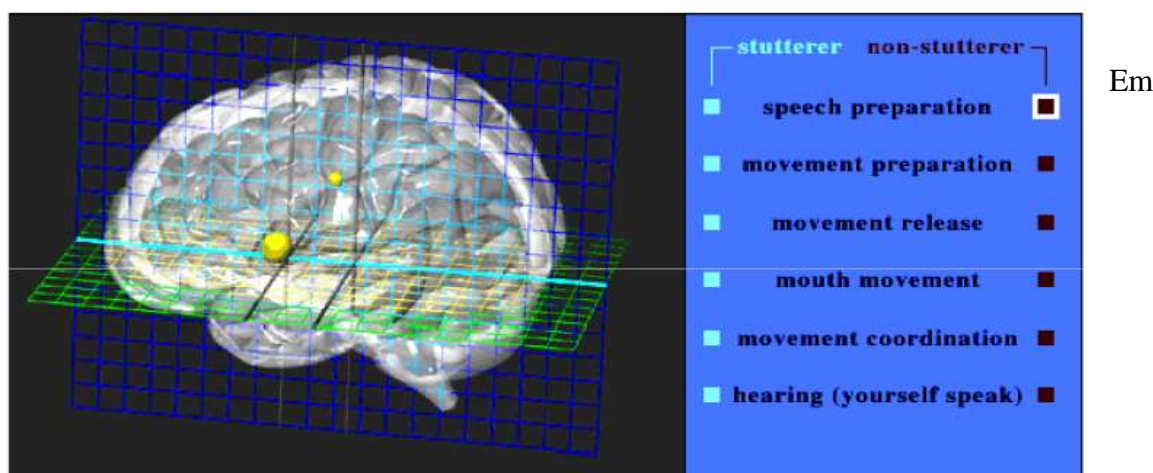 stutterer non-stutterer
Em
speech preparation
movement preparation
movement release
mouth movement
movement coordination
hearing (yourself speak)